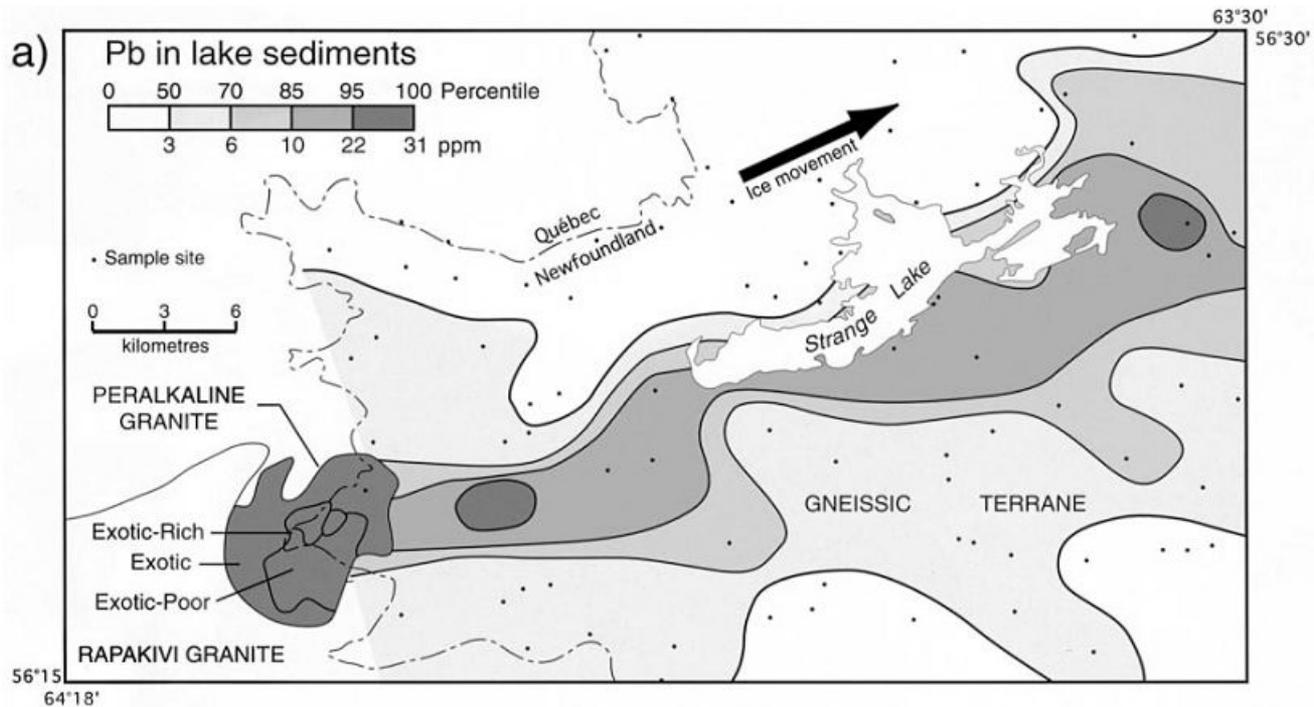 a)
Pb in lake sediments
0 50 70 85 95 100 Percentile
3 6 10 22 31 ppm
63°30'
56°30'
Ice movement
Québec
Newfoundland
• Sample site
0 3 6
kilometres
Strange Lake
PERALKALINE
GRANITE
GNEISSIC TERRANE
Exotic-Rich
Exotic
Exotic-Poor
RAPAKIVI GRANITE
56°15
64°18'